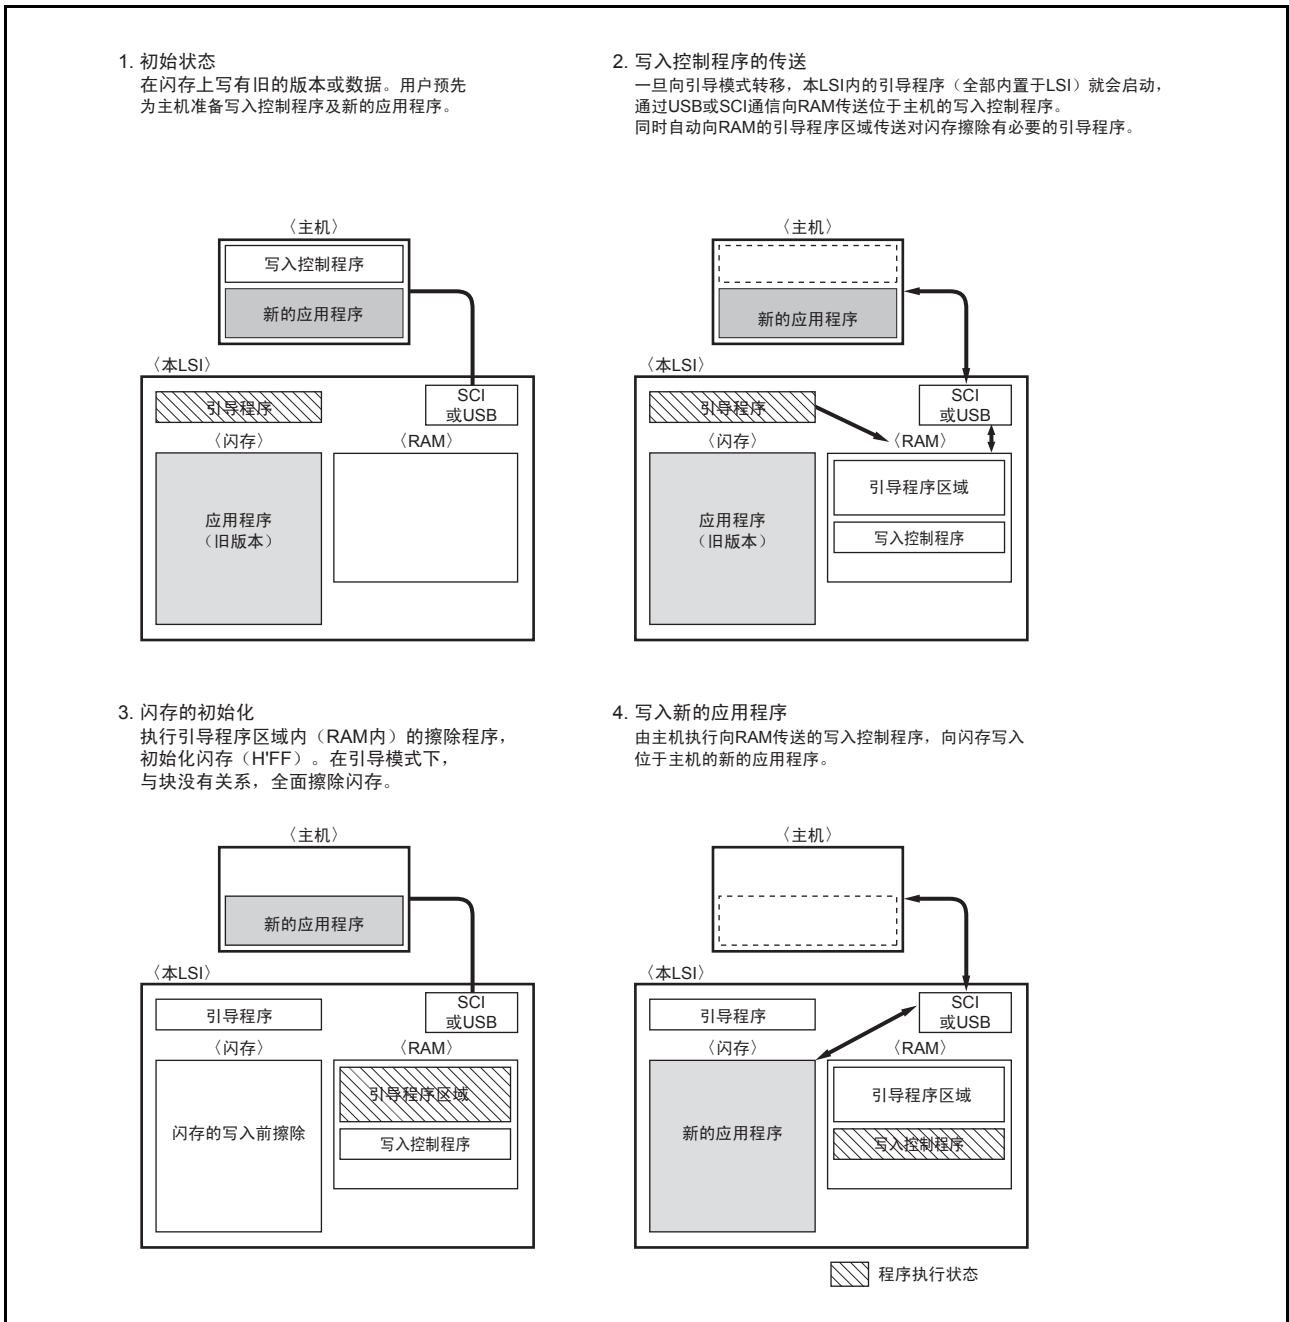 1. 初始状态
在闪存上写有旧的版本或数据。用户预先
为主机准备写入控制程序及新的应用程序。
〈主机〉
写入控制程序
新的应用程序
〈本LSI〉
引导程序
SCI
或USB
〈闪存〉
〈RAM〉
应用程序
（旧版本）
2. 写入控制程序的传送
一旦向引导模式转移，本LSI内的引导程序（全部内置于LSI）就会启动，
通过USB或SCI通信向RAM传送位于主机的写入控制程序。
同时自动向RAM的引导程序区域传送对闪存擦除有必要的引导程序。
〈主机〉
新的应用程序
〈本LSI〉
引导程序
SCI
或USB
〈闪存〉
〈RAM〉
引导程序区域
应用程序
（旧版本）
写入控制程序
3. 闪存的初始化
执行引导程序区域内（RAM内）的擦除程序，
初始化闪存（H'FF）。在引导模式下，
与块没有关系，全面擦除闪存。
〈主机〉
新的应用程序
〈本LSI〉
引导程序
SCI
或USB
〈闪存〉
〈RAM〉
引导程序区域
闪存的写入前擦除
写入控制程序
4. 写入新的应用程序
由主机执行向RAM传送的写入控制程序，向闪存写入
位于主机的新的应用程序。
〈主机〉
〈本LSI〉
引导程序
SCI
或USB
〈闪存〉
〈RAM〉
引导程序区域
新的应用程序
写入控制程序
程序执行状态